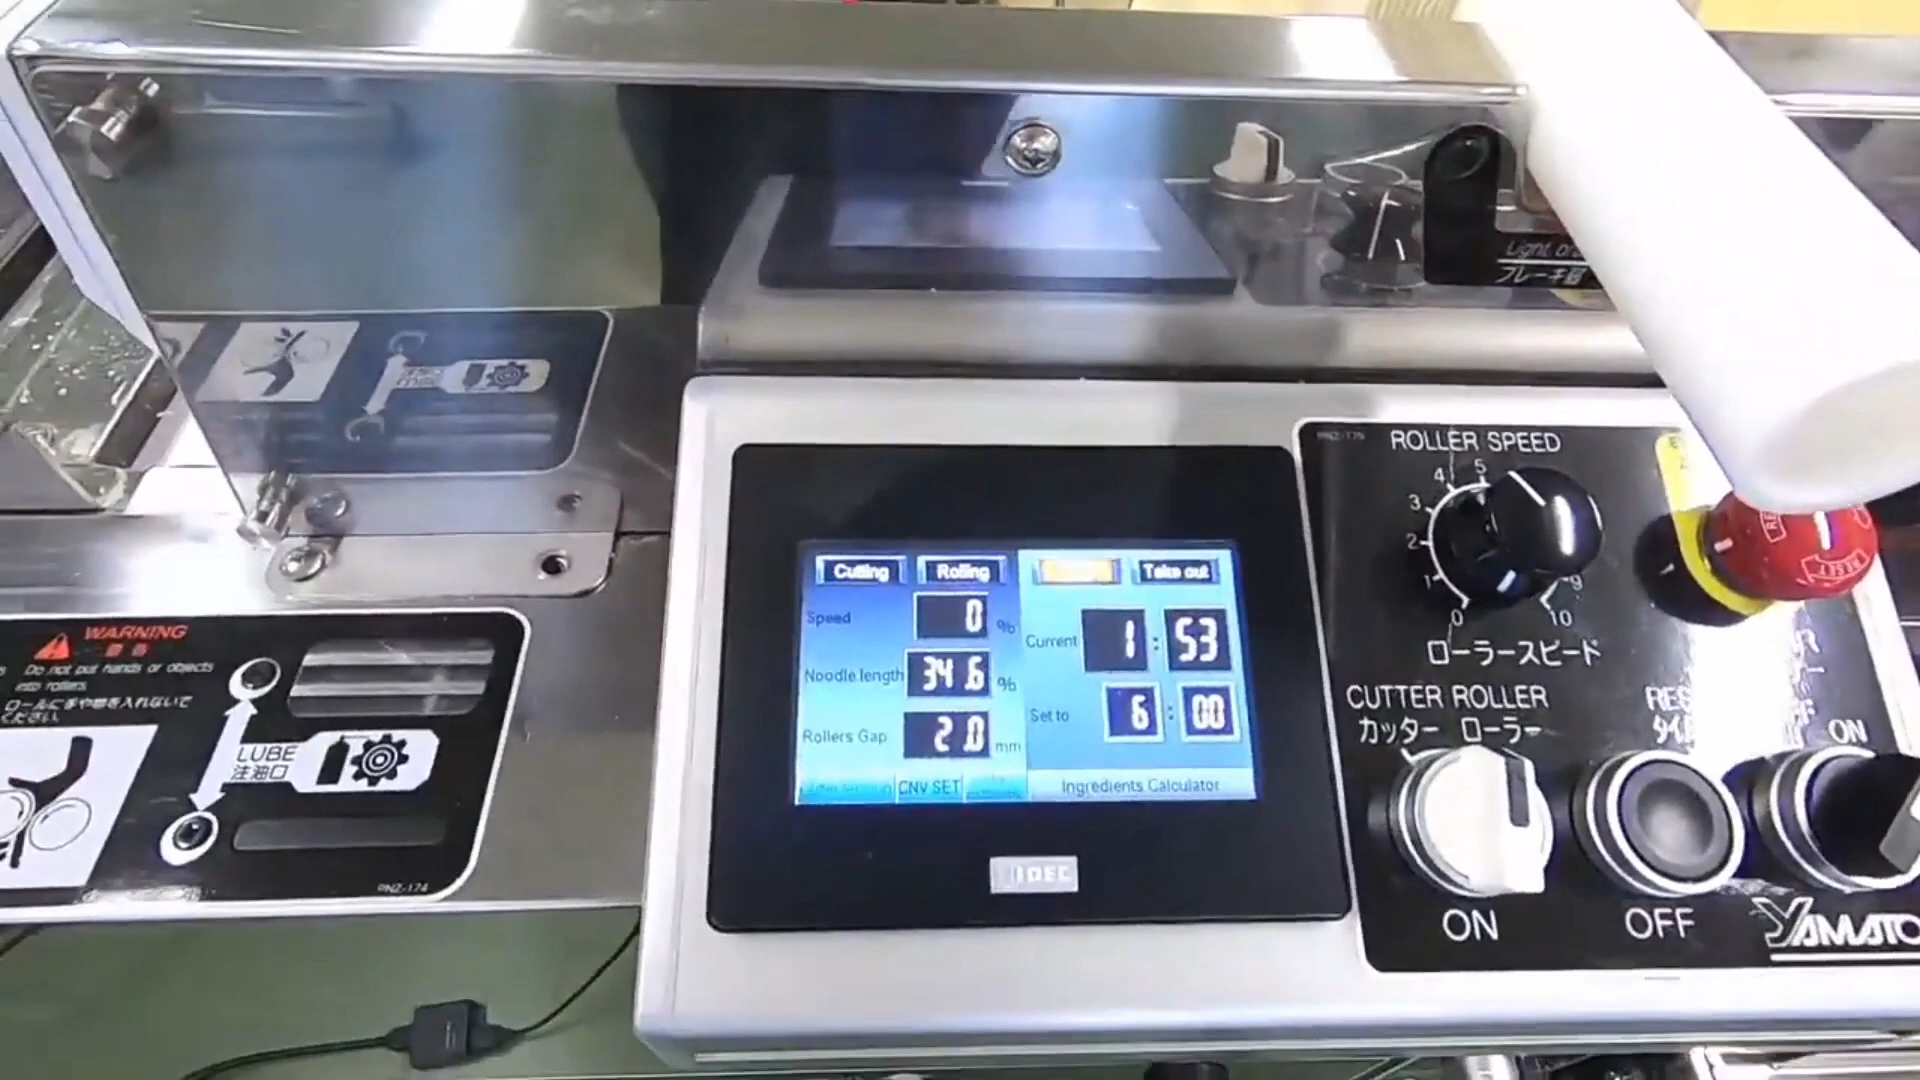 Light or
ブレーキ
WARNING
警告
Do not put hands or objects
into rollers.
ロールに手や物を入れないで
ください。
LUBE
注油口
PNZ-174
Cutting
Rolling
Take out
Speed
0
%
Noodle length
34.6
%
Rollers Gap
2.0
mm
Current
1:53
Set to
6:00
CNV SET
Ingredients Calculator
IDEC
PNZ-175
ROLLER SPEED
0
1
2
3
4
5
9
10
ローラースピード
RESET
CUTTER ROLLER
カッター ローラー
ON
ON
OFF
YAMATO